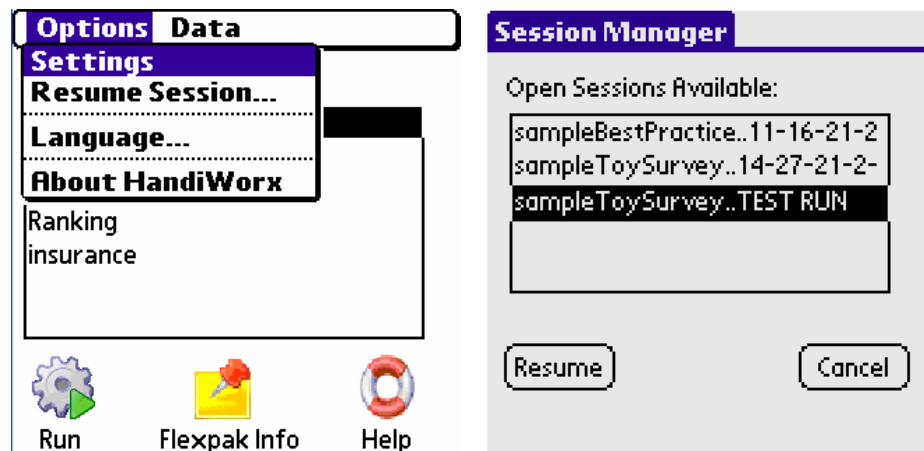 Options Data
Settings
Resume Session...
Language...
About HandiWorx
Ranking
insurance
Run Flexpak Info Help
Session Manager
Open Sessions Available:
sampleBestPractice..11-16-21-2
sampleToySurvey..14-27-21-2-
sampleToySurvey..TEST RUN
Resume Cancel